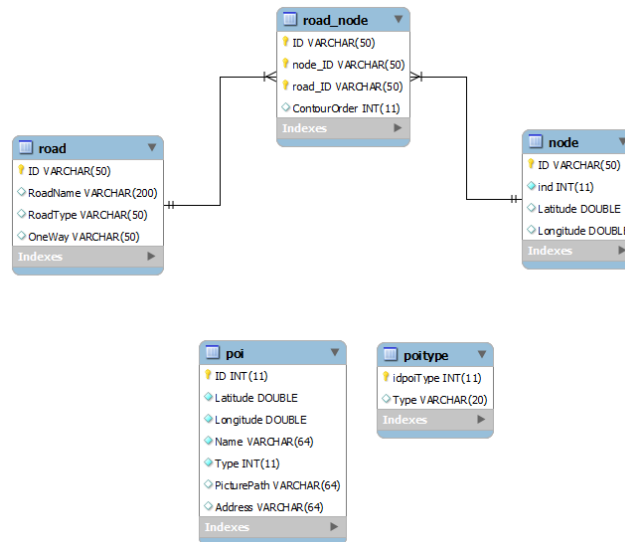 road_node
ID VARCHAR(50)
node_ID VARCHAR(50)
road_ID VARCHAR(50)
ContourOrder INT(11)
Indexes
road
ID VARCHAR(50)
RoadName VARCHAR(200)
RoadType VARCHAR(50)
OneWay VARCHAR(50)
Indexes
node
ID VARCHAR(50)
ind INT(11)
Latitude DOUBLE
Longitude DOUBLE
Indexes
poi
ID INT(11)
Latitude DOUBLE
Longitude DOUBLE
Name VARCHAR(64)
Type INT(11)
PicturePath VARCHAR(64)
Address VARCHAR(64)
Indexes
poitype
idpoiType INT(11)
Type VARCHAR(20)
Indexes